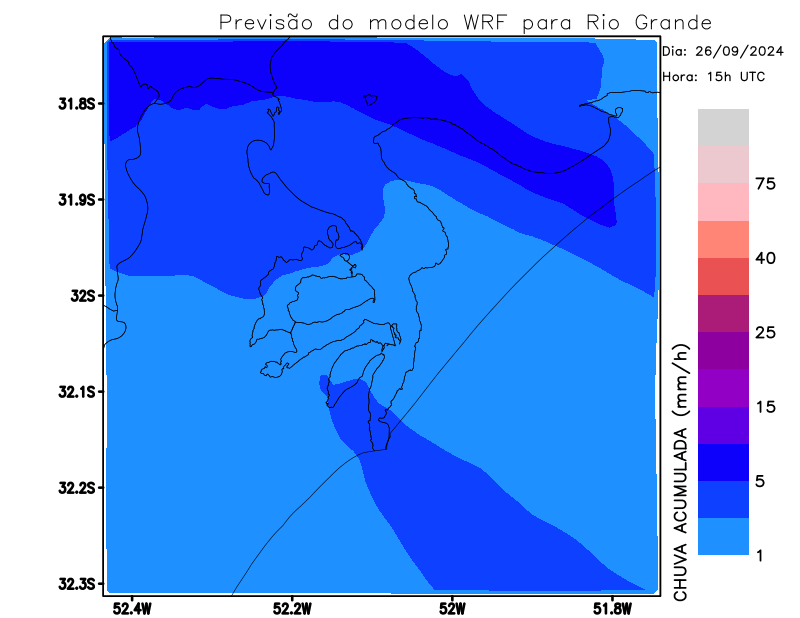 Previsão do modelo WRF para Rio Grande
Dia: 26/09/2024
Hora: 15h UTC
31.8S
31.9S
32S
32.1S
32.2S
32.3S
52.4W
52.2W
52W
51.8W
75
40
25
15
5
1
CHUVA ACUMULADA (mm/h)